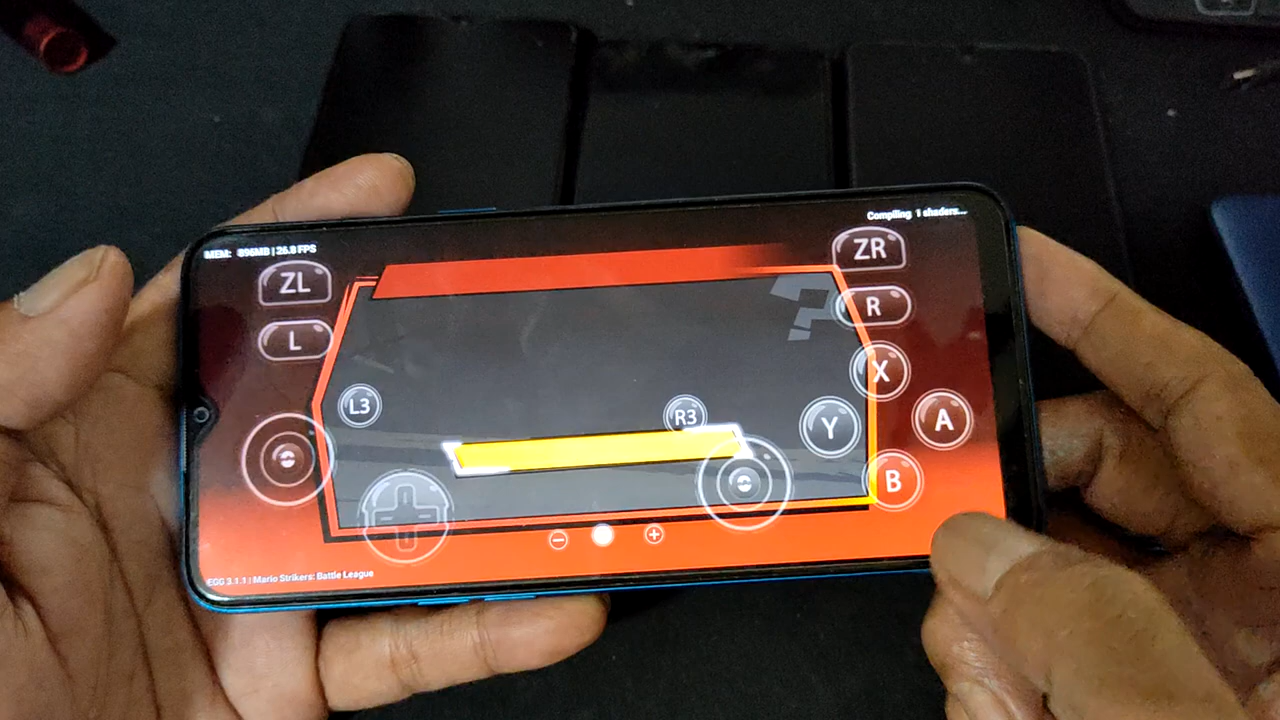 Compiling 1 shaders...
MEM: 896MB | 26.8 FPS
ZL
ZR
L
R
X
L3
R3
Y
A
B
?
EGG 3.1.1 | Mario Strikers: Battle League